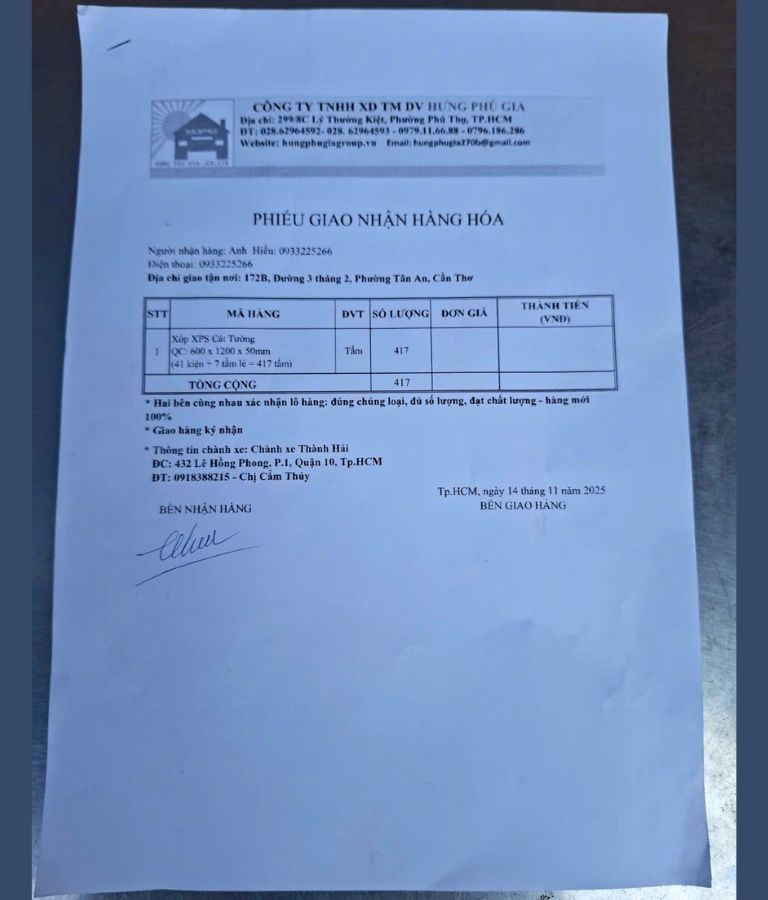 CÔNG TY TNHH XD TM DV HƯNG PHÚ GIA
Địa chỉ: 299/8C Lý Thường Kiệt, Phường Phú Thọ, TP.HCM
ĐT: 028.62964592- 028. 62964593 - 0979.11.66.88 - 0796.186.286
Website: hungphugiagroup.vn Email: hungphugia270b@gmail.com
HUNG PHU GIA .CO.LTD
PHIẾU GIAO NHẬN HÀNG HÓA
Người nhận hàng: Anh Hiếu: 0933225266
Điện thoại: 0933225266
Địa chỉ giao tận nơi: 172B, Đường 3 tháng 2, Phường Tân An, Cần Thơ
STT MÃ HÀNG ĐVT SỐ LƯỢNG ĐƠN GIÁ THÀNH TIỀN
(VNĐ)
Xốp XPS Cát Tường
1 QC: 600 x 1200 x 50mm Tấm 417
(41 kiện + 7 tấm lẻ = 417 tấm)
TỔNG CỘNG 417
* Hai bên cùng nhau xác nhận lô hàng: đúng chủng loại, đủ số lượng, đạt chất lượng - hàng mới
100%
* Giao hàng ký nhận
* Thông tin chành xe: Chành xe Thành Hải
ĐC: 432 Lê Hồng Phong, P.1, Quận 10, Tp.HCM
ĐT: 0918388215 - Chị Cẩm Thúy
Tp.HCM, ngày 14 tháng 11 năm 2025
BÊN NHẬN HÀNG BÊN GIAO HÀNG